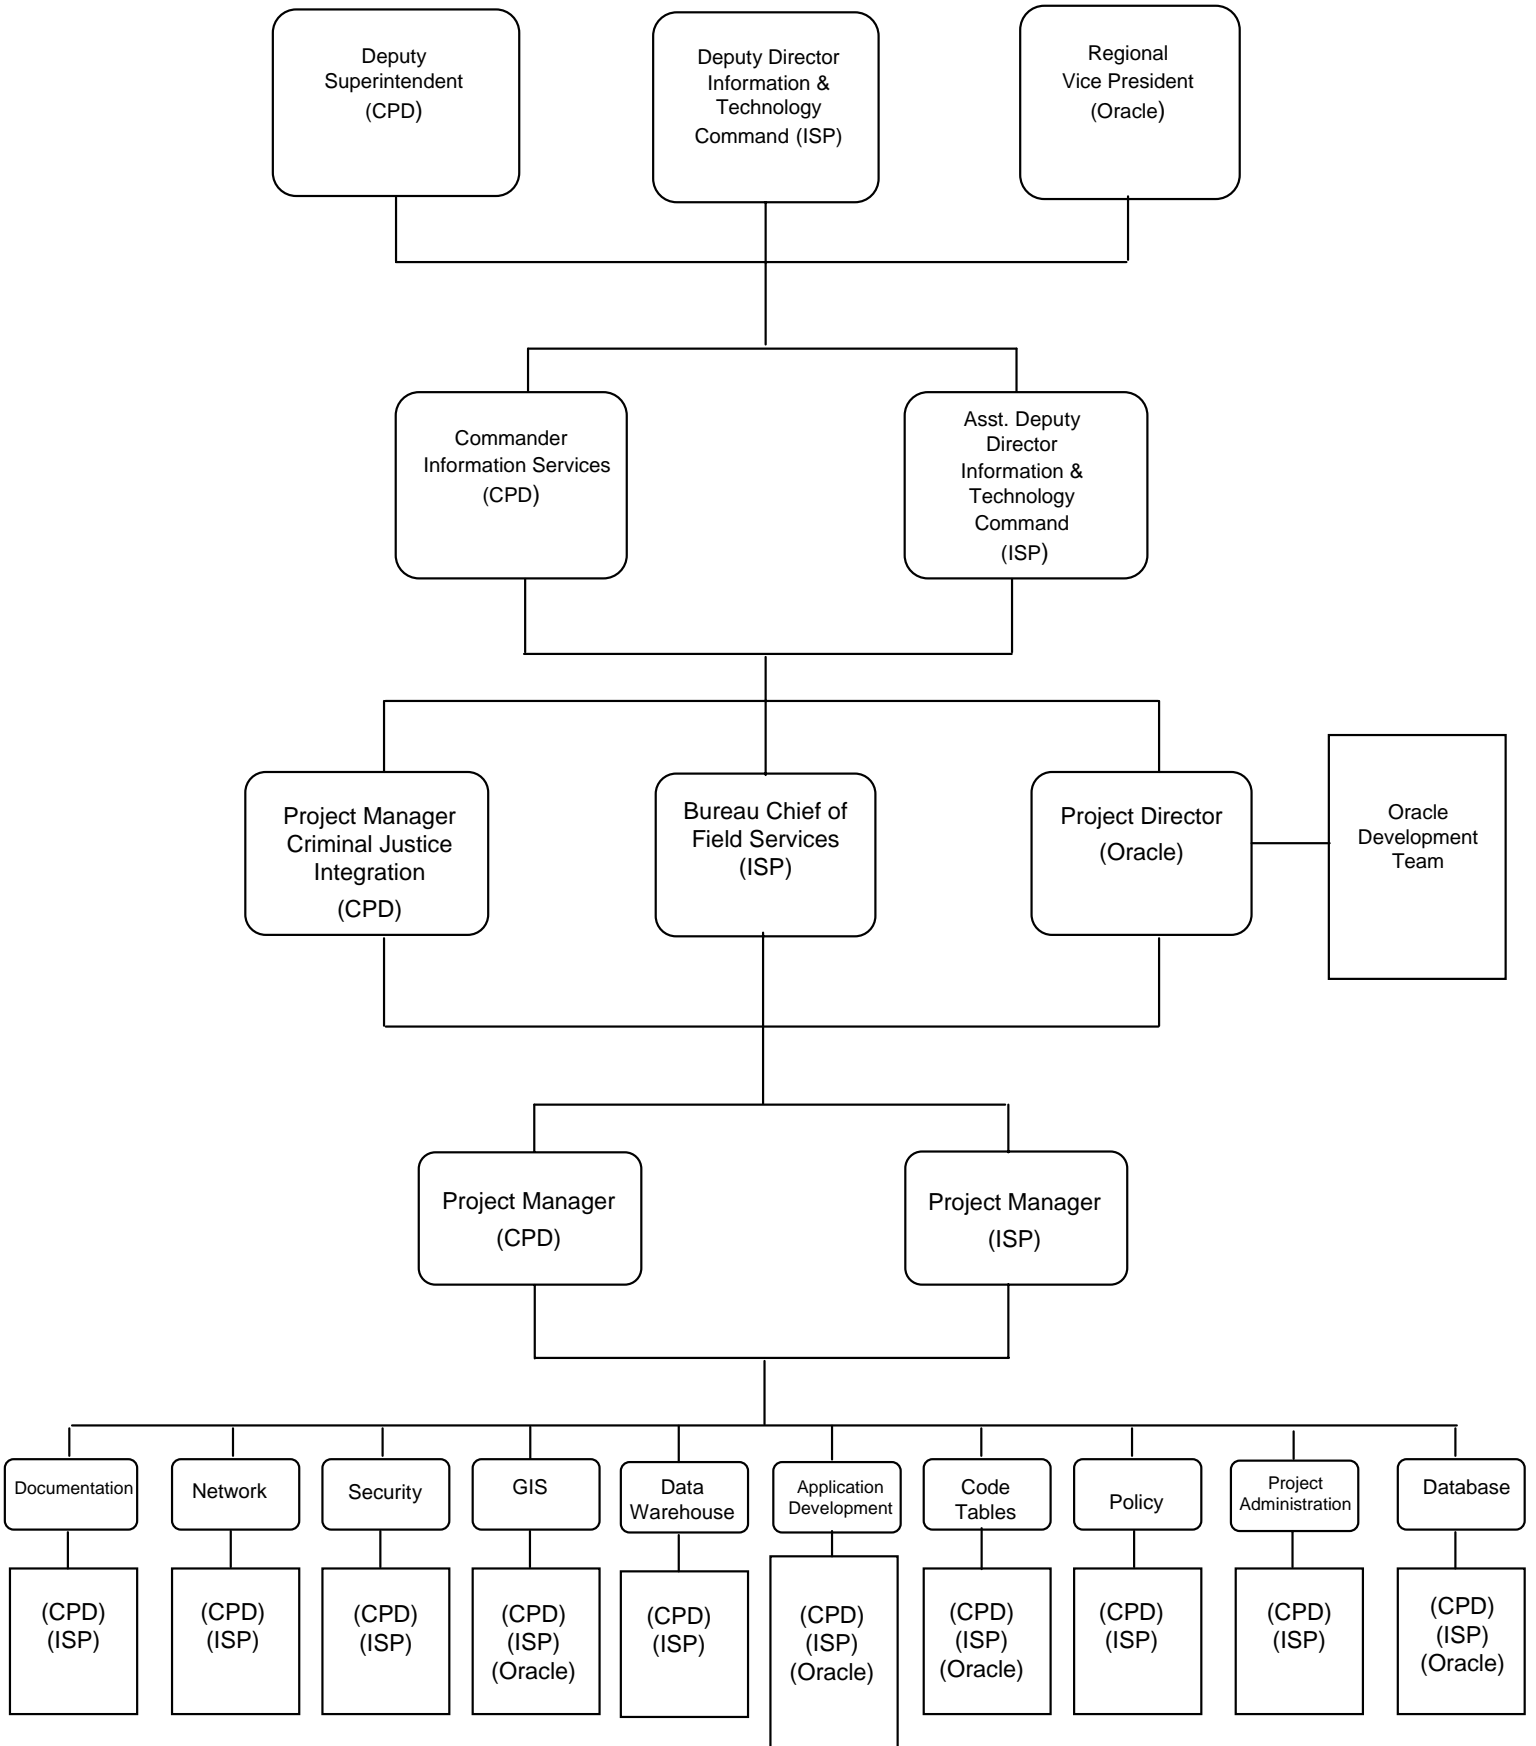 Deputy
Superintendent
(CPD)
Deputy Director
Information &
Technology
Command (ISP)
Regional
Vice President
(Oracle)
Commander
Information Services
(CPD)
Asst. Deputy
Director
Information &
Technology
Command
(ISP)
Project Manager
Criminal Justice
Integration
(CPD)
Bureau Chief of
Field Services
(ISP)
Project Director
(Oracle)
Oracle
Development
Team
Project Manager
(CPD)
Project Manager
(ISP)
Documentation
Network
Security
GIS
Data
Warehouse
Application
Development
Code
Tables
Policy
Project
Administration
Database
(CPD)
(ISP)
(CPD)
(ISP)
(CPD)
(ISP)
(CPD)
(ISP)
(Oracle)
(CPD)
(ISP)
(CPD)
(ISP)
(Oracle)
(CPD)
(ISP)
(Oracle)
(CPD)
(ISP)
(CPD)
(ISP)
(CPD)
(ISP)
(Oracle)